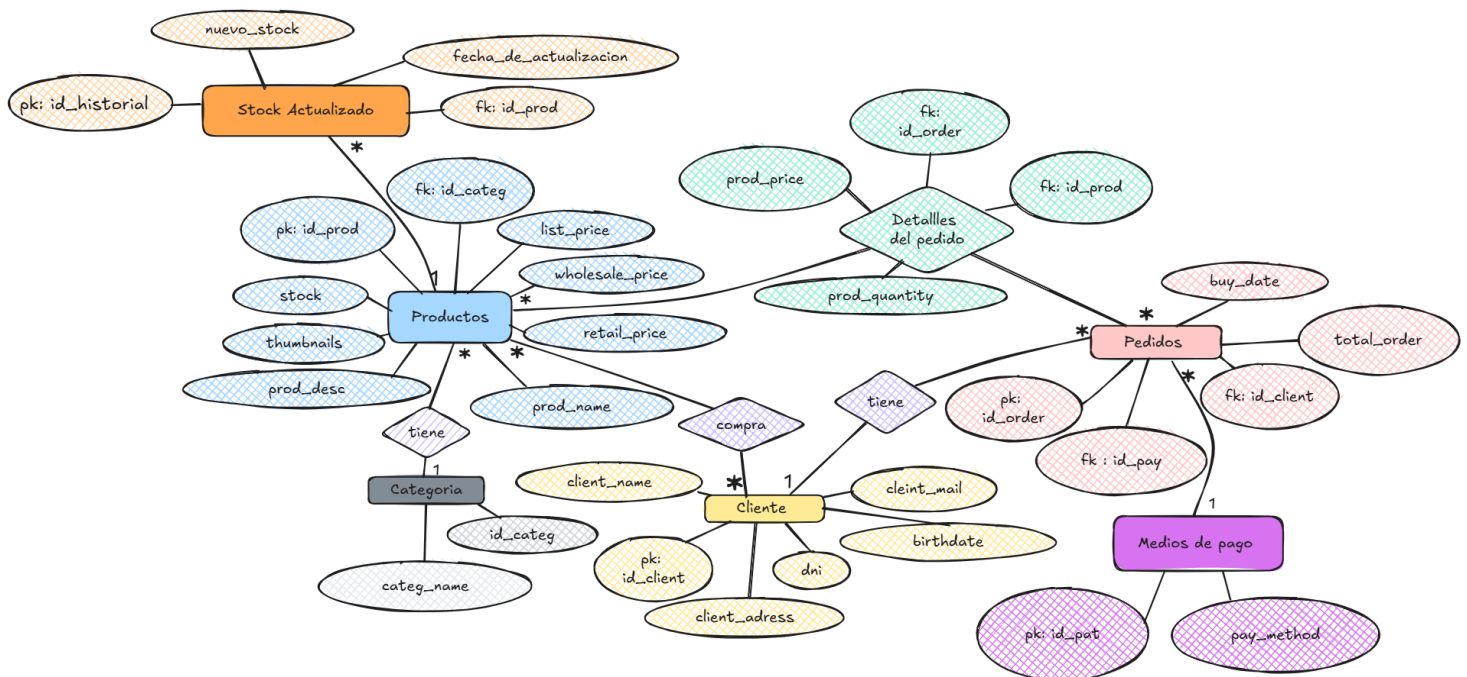 nuevo_stock
fecha_de_actualizacion
pk: id_historial
Stock Actualizado
fk: id_prod
*
fk:
id_order
prod_price
fk: id_prod
Detallles
del pedido
prod_quantity
fk: id_categ
pk: id_prod
list_price
wholesale_price
1
stock
*
Productos
retail_price
thumbnails
*
*
prod_desc
prod_name
buy_date
*
*
Pedidos
total_order
*
pk:
id_order
fk: id_client
fk : id_pay
tiene
tiene
compra
1
Categoria
id_categ
categ_name
client_name
*
1
cleint_mail
Cliente
birthdate
pk:
id_client
dni
client_adress
1
Medios de pago
pk: id_pat
pay_method